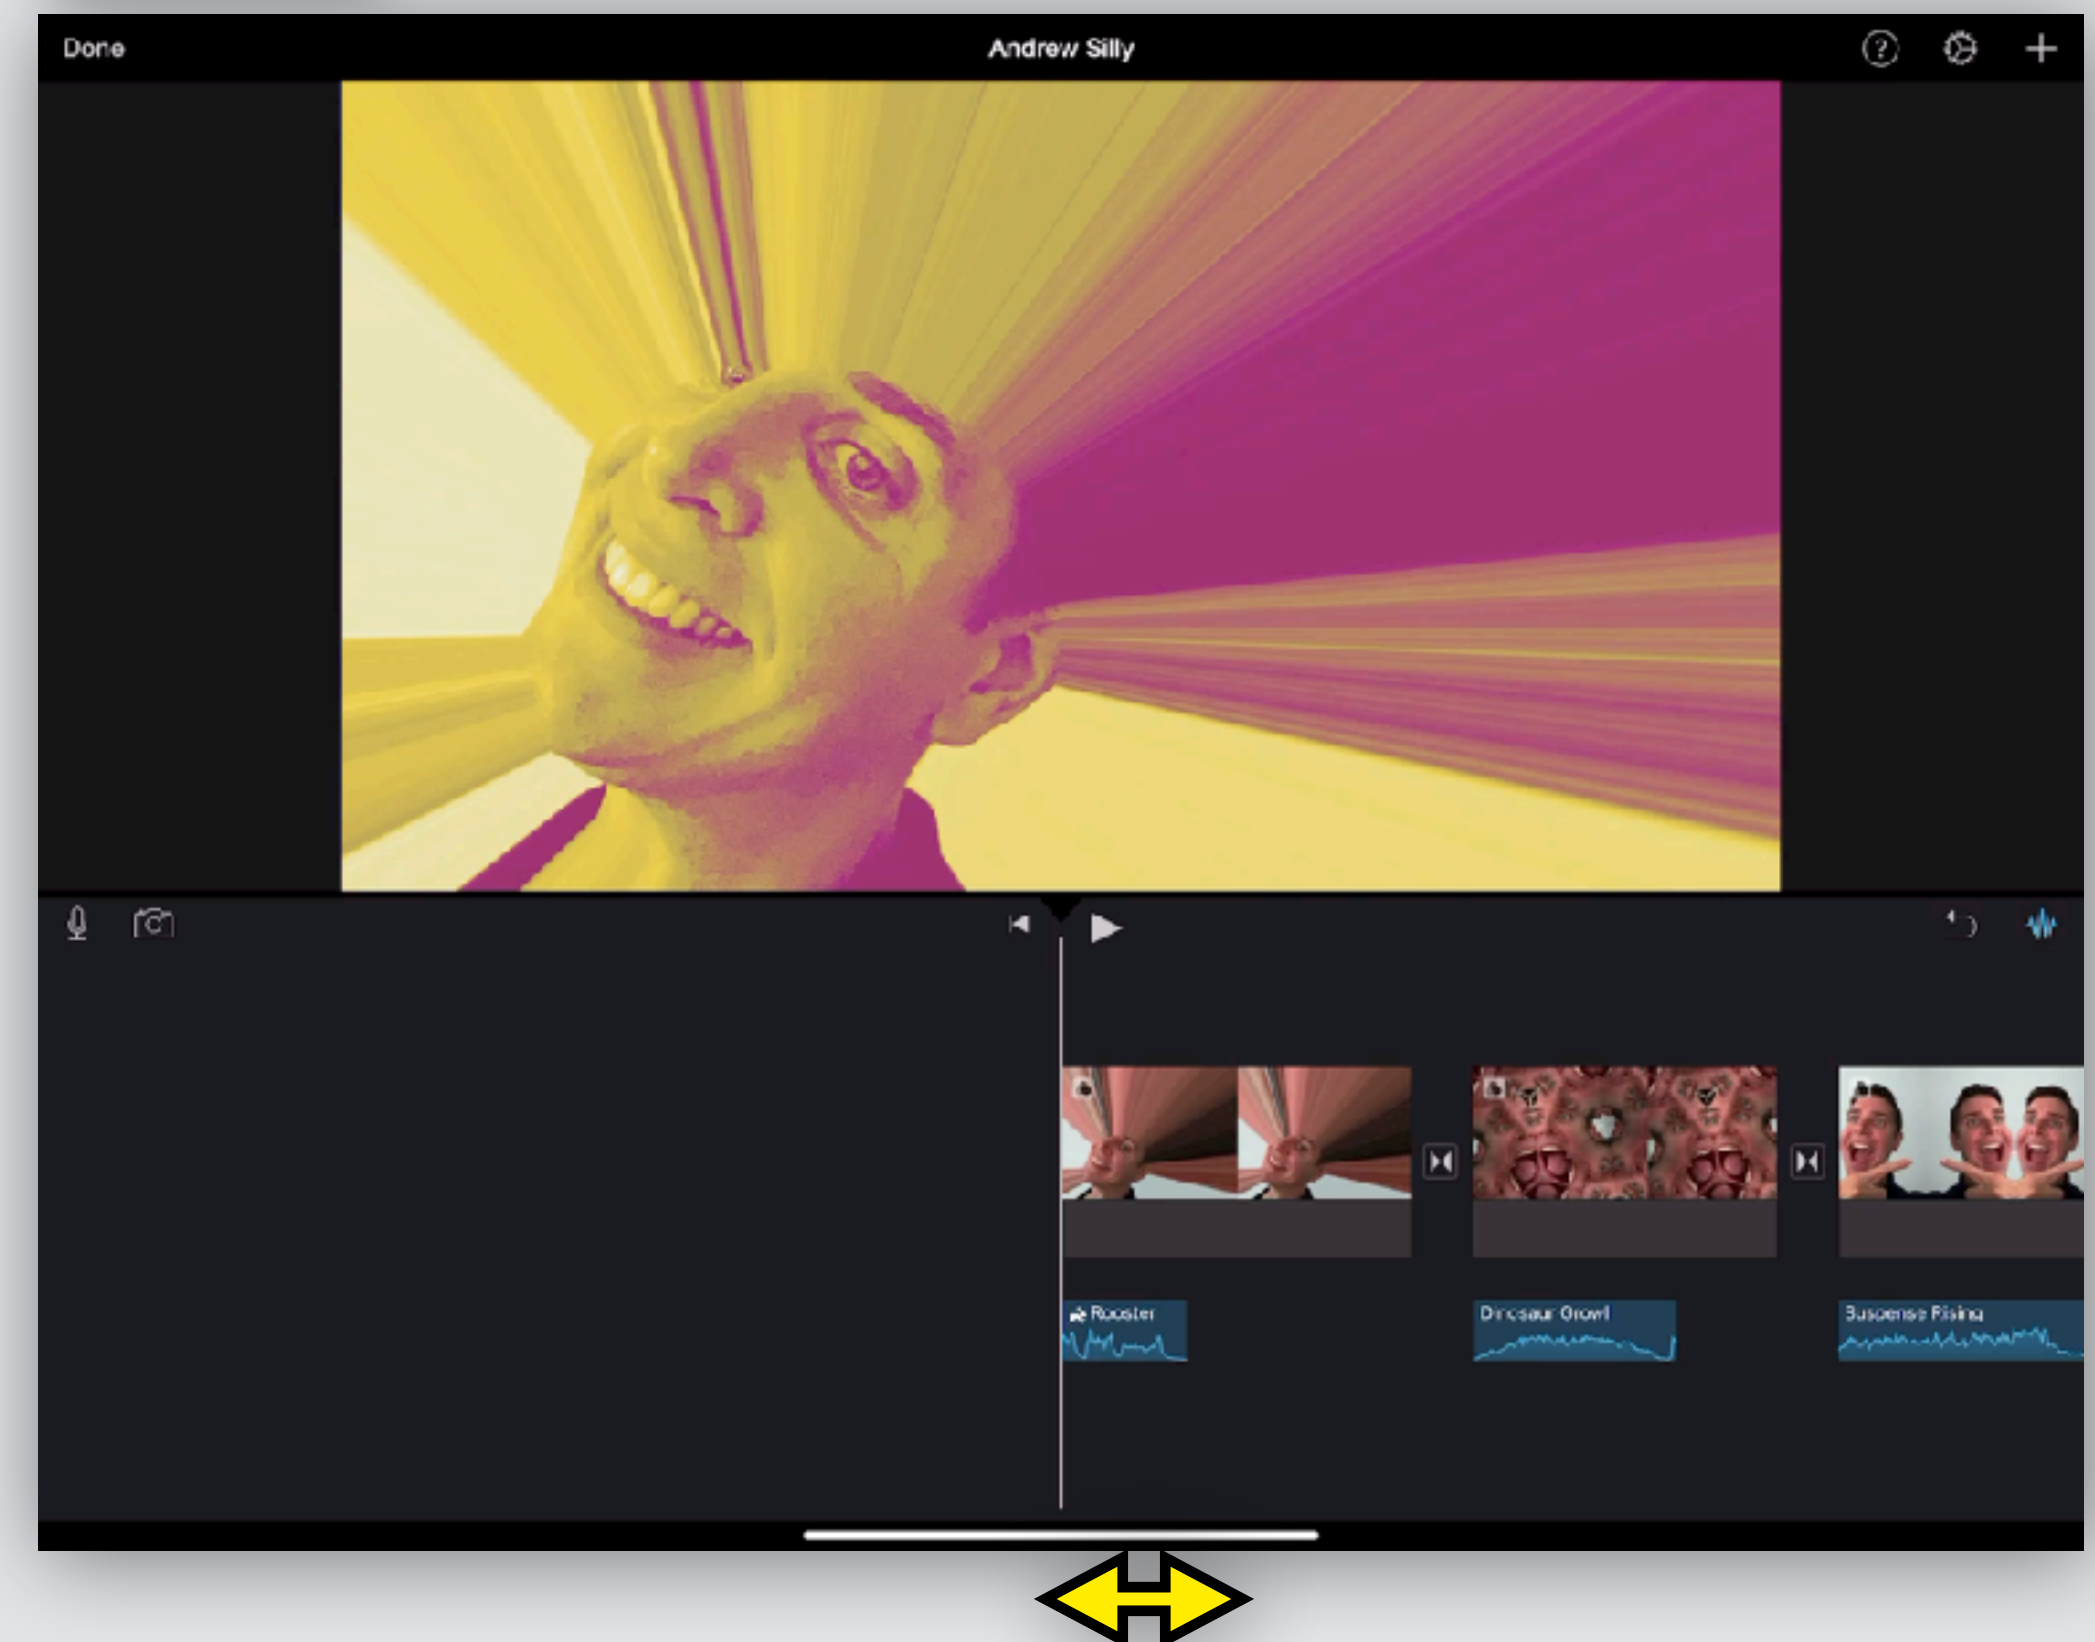 Done
Andrew Silly
?
Rooster
Dinosaur Growl
Suspense Rising